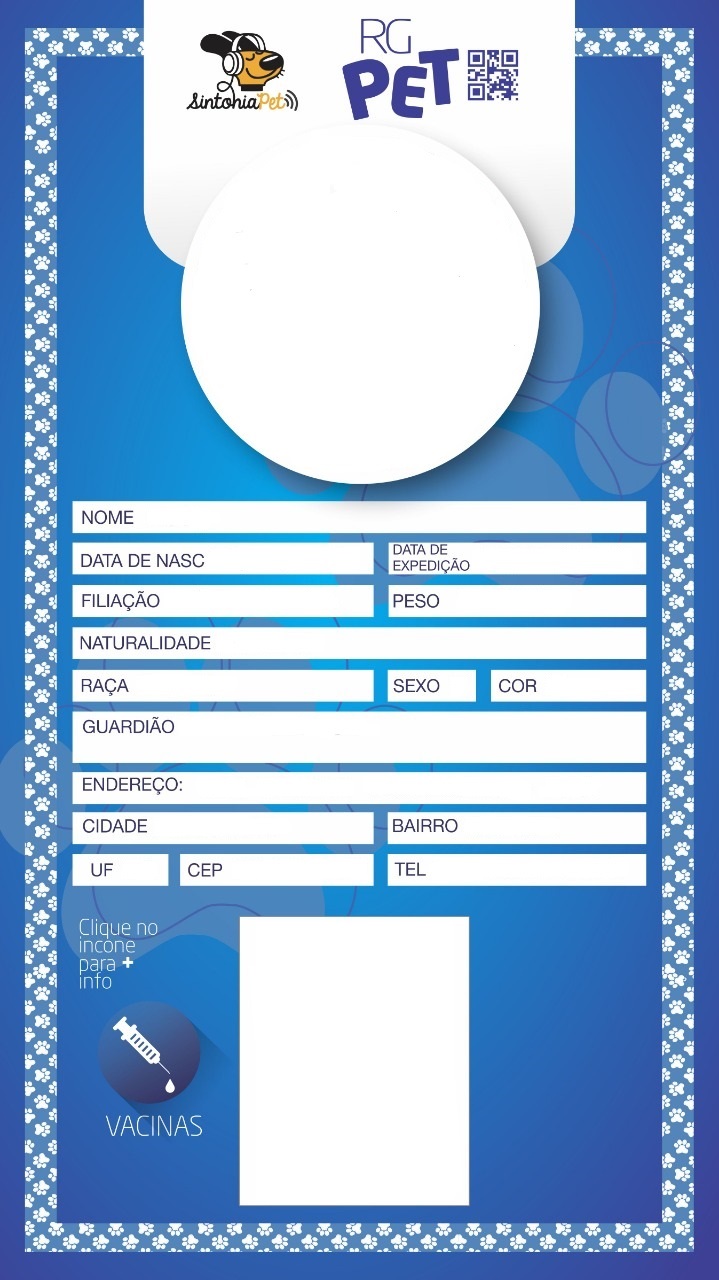 RG
PET
SintoniaPet
NOME
DATA DE NASC
DATA DE
EXPEDIÇÃO
FILIAÇÃO
PESO
NATURALIDADE
RAÇA
SEXO
COR
GUARDIÃO
ENDEREÇO:
CIDADE
BAIRRO
UF
CEP
TEL
Clique no
incone
para +
info
VACINAS